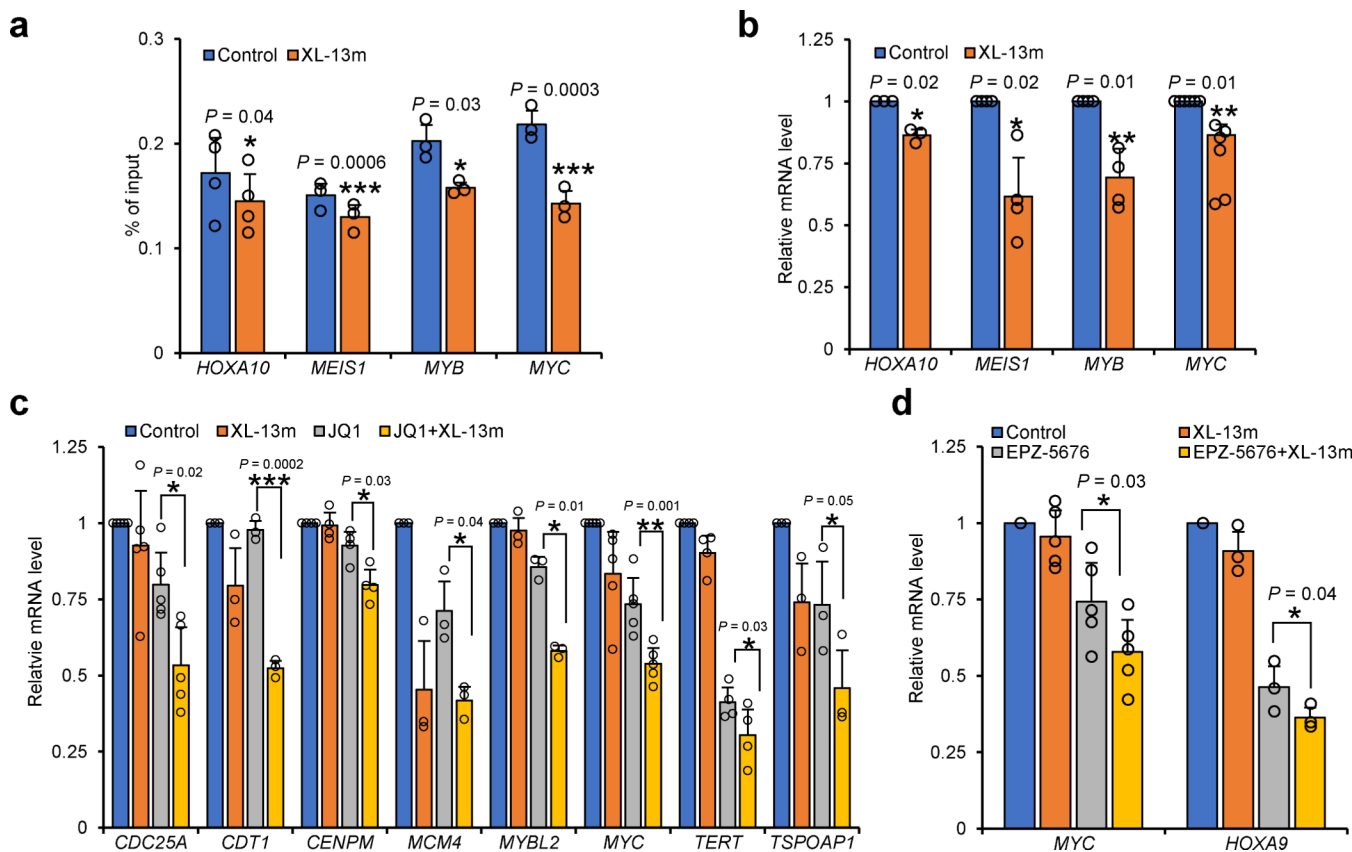 a
0.3
0.2
0.1
0
% of input
Control XL-13m
P = 0.04
P = 0.0006
P = 0.03
P = 0.0003
*
***
*
***
HOXA10 MEIS1 MYB MYC
b
1.25
1
0.75
0.5
0.25
0
Relative mRNA level
Control XL-13m
P = 0.02 P = 0.02 P = 0.01 P = 0.01
* * ** **
HOXA10 MEIS1 MYB MYC
c
Control XL-13m JQ1 JQ1+XL-13m
1.25
1
0.75
0.5
0.25
0
Relatvie mRNA level
P = 0.02
*
P = 0.0002
***
P = 0.03
*
P = 0.04
*
P = 0.01
*
P = 0.001
**
P = 0.03
*
P = 0.05
*
CDC25A CDT1 CENPM MCM4 MYBL2 MYC TERT TSPOAP1
d
Control XL-13m
EPZ-5676 EPZ-5676+XL-13m
1.25
1
0.75
0.5
0.25
0
Relative mRNA level
P = 0.03
*
P = 0.04
*
MYC HOXA9